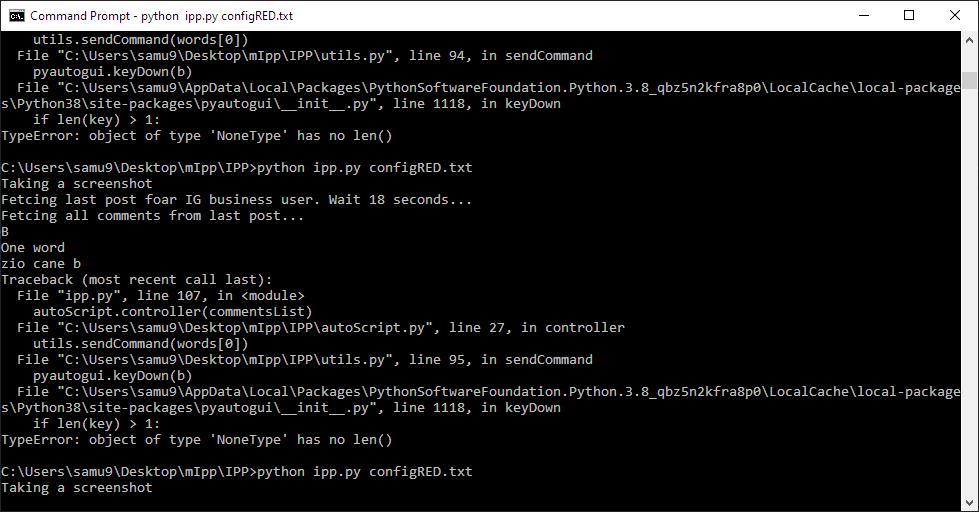 Command Prompt - python  ipp.py configRED.txt
    utils.sendCommand(words[0])
  File "C:\Users\samu9\Desktop\mIpp\IPP\utils.py", line 94, in sendCommand
    pyautogui.keyDown(b)
  File "C:\Users\samu9\AppData\Local\Packages\PythonSoftwareFoundation.Python.3.8_qbz5n2kfra8p0\LocalCache\local-package
s\Python38\site-packages\pyautogui\__init__.py", line 1118, in keyDown
    if len(key) > 1:
TypeError: object of type 'NoneType' has no len()
C:\Users\samu9\Desktop\mIpp\IPP>python ipp.py configRED.txt
Taking a screenshot
Fetcing last post foar IG business user. Wait 18 seconds...
Fetcing all comments from last post...
B
One word
zio cane b
Traceback (most recent call last):
  File "ipp.py", line 107, in <module>
    autoScript.controller(commentsList)
  File "C:\Users\samu9\Desktop\mIpp\IPP\autoScript.py", line 27, in controller
    utils.sendCommand(words[0])
  File "C:\Users\samu9\Desktop\mIpp\IPP\utils.py", line 95, in sendCommand
    pyautogui.keyDown(b)
  File "C:\Users\samu9\AppData\Local\Packages\PythonSoftwareFoundation.Python.3.8_qbz5n2kfra8p0\LocalCache\local-package
s\Python38\site-packages\pyautogui\__init__.py", line 1118, in keyDown
    if len(key) > 1:
TypeError: object of type 'NoneType' has no len()
C:\Users\samu9\Desktop\mIpp\IPP>python ipp.py configRED.txt
Taking a screenshot